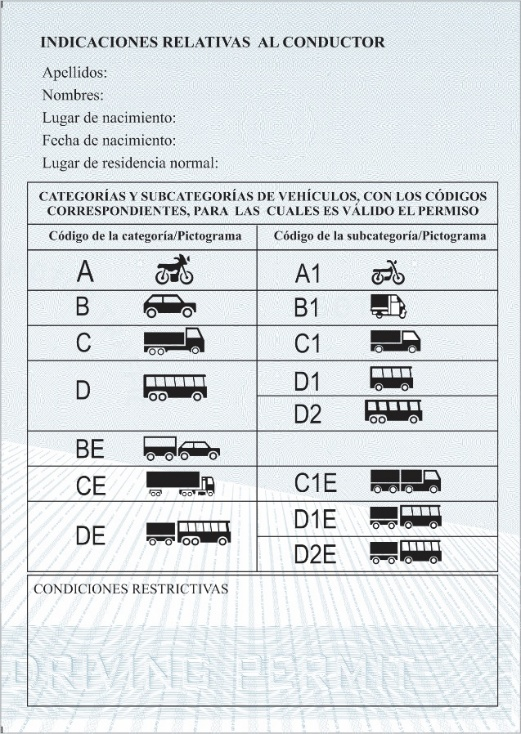 INDICACIONES RELATIVAS AL CONDUCTOR
Apellidos:
Nombres:
Lugar de nacimiento:
Fecha de nacimiento:
Lugar de residencia normal:
CATEGORÍAS Y SUBCATEGORÍAS DE VEHÍCULOS, CON LOS CÓDIGOS
CORRESPONDIENTES, PARA LAS CUALES ES VÁLIDO EL PERMISO
Código de la categoría/Pictograma Código de la subcategoría/Pictograma
A A1
B B1
C C1
D D1
D2
BE
CE C1E
DE D1E
D2E
CONDICIONES RESTRICTIVAS
DRIVING PERMIT